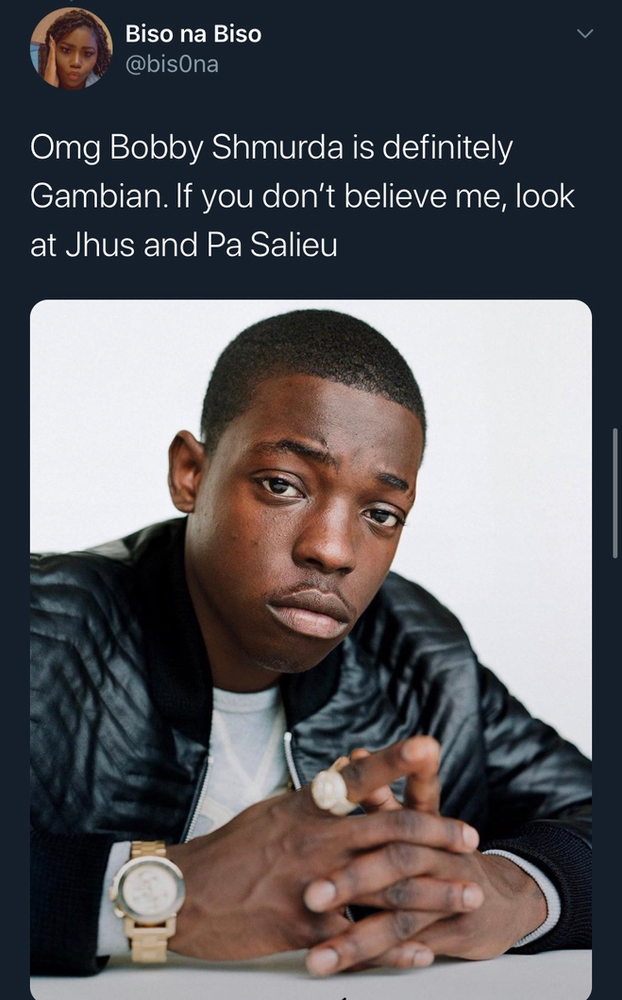 Biso na Biso
@bis0na
Omg Bobby Shmurda is definitely
Gambian. If you don’t believe me, look
at Jhus and Pa Salieu